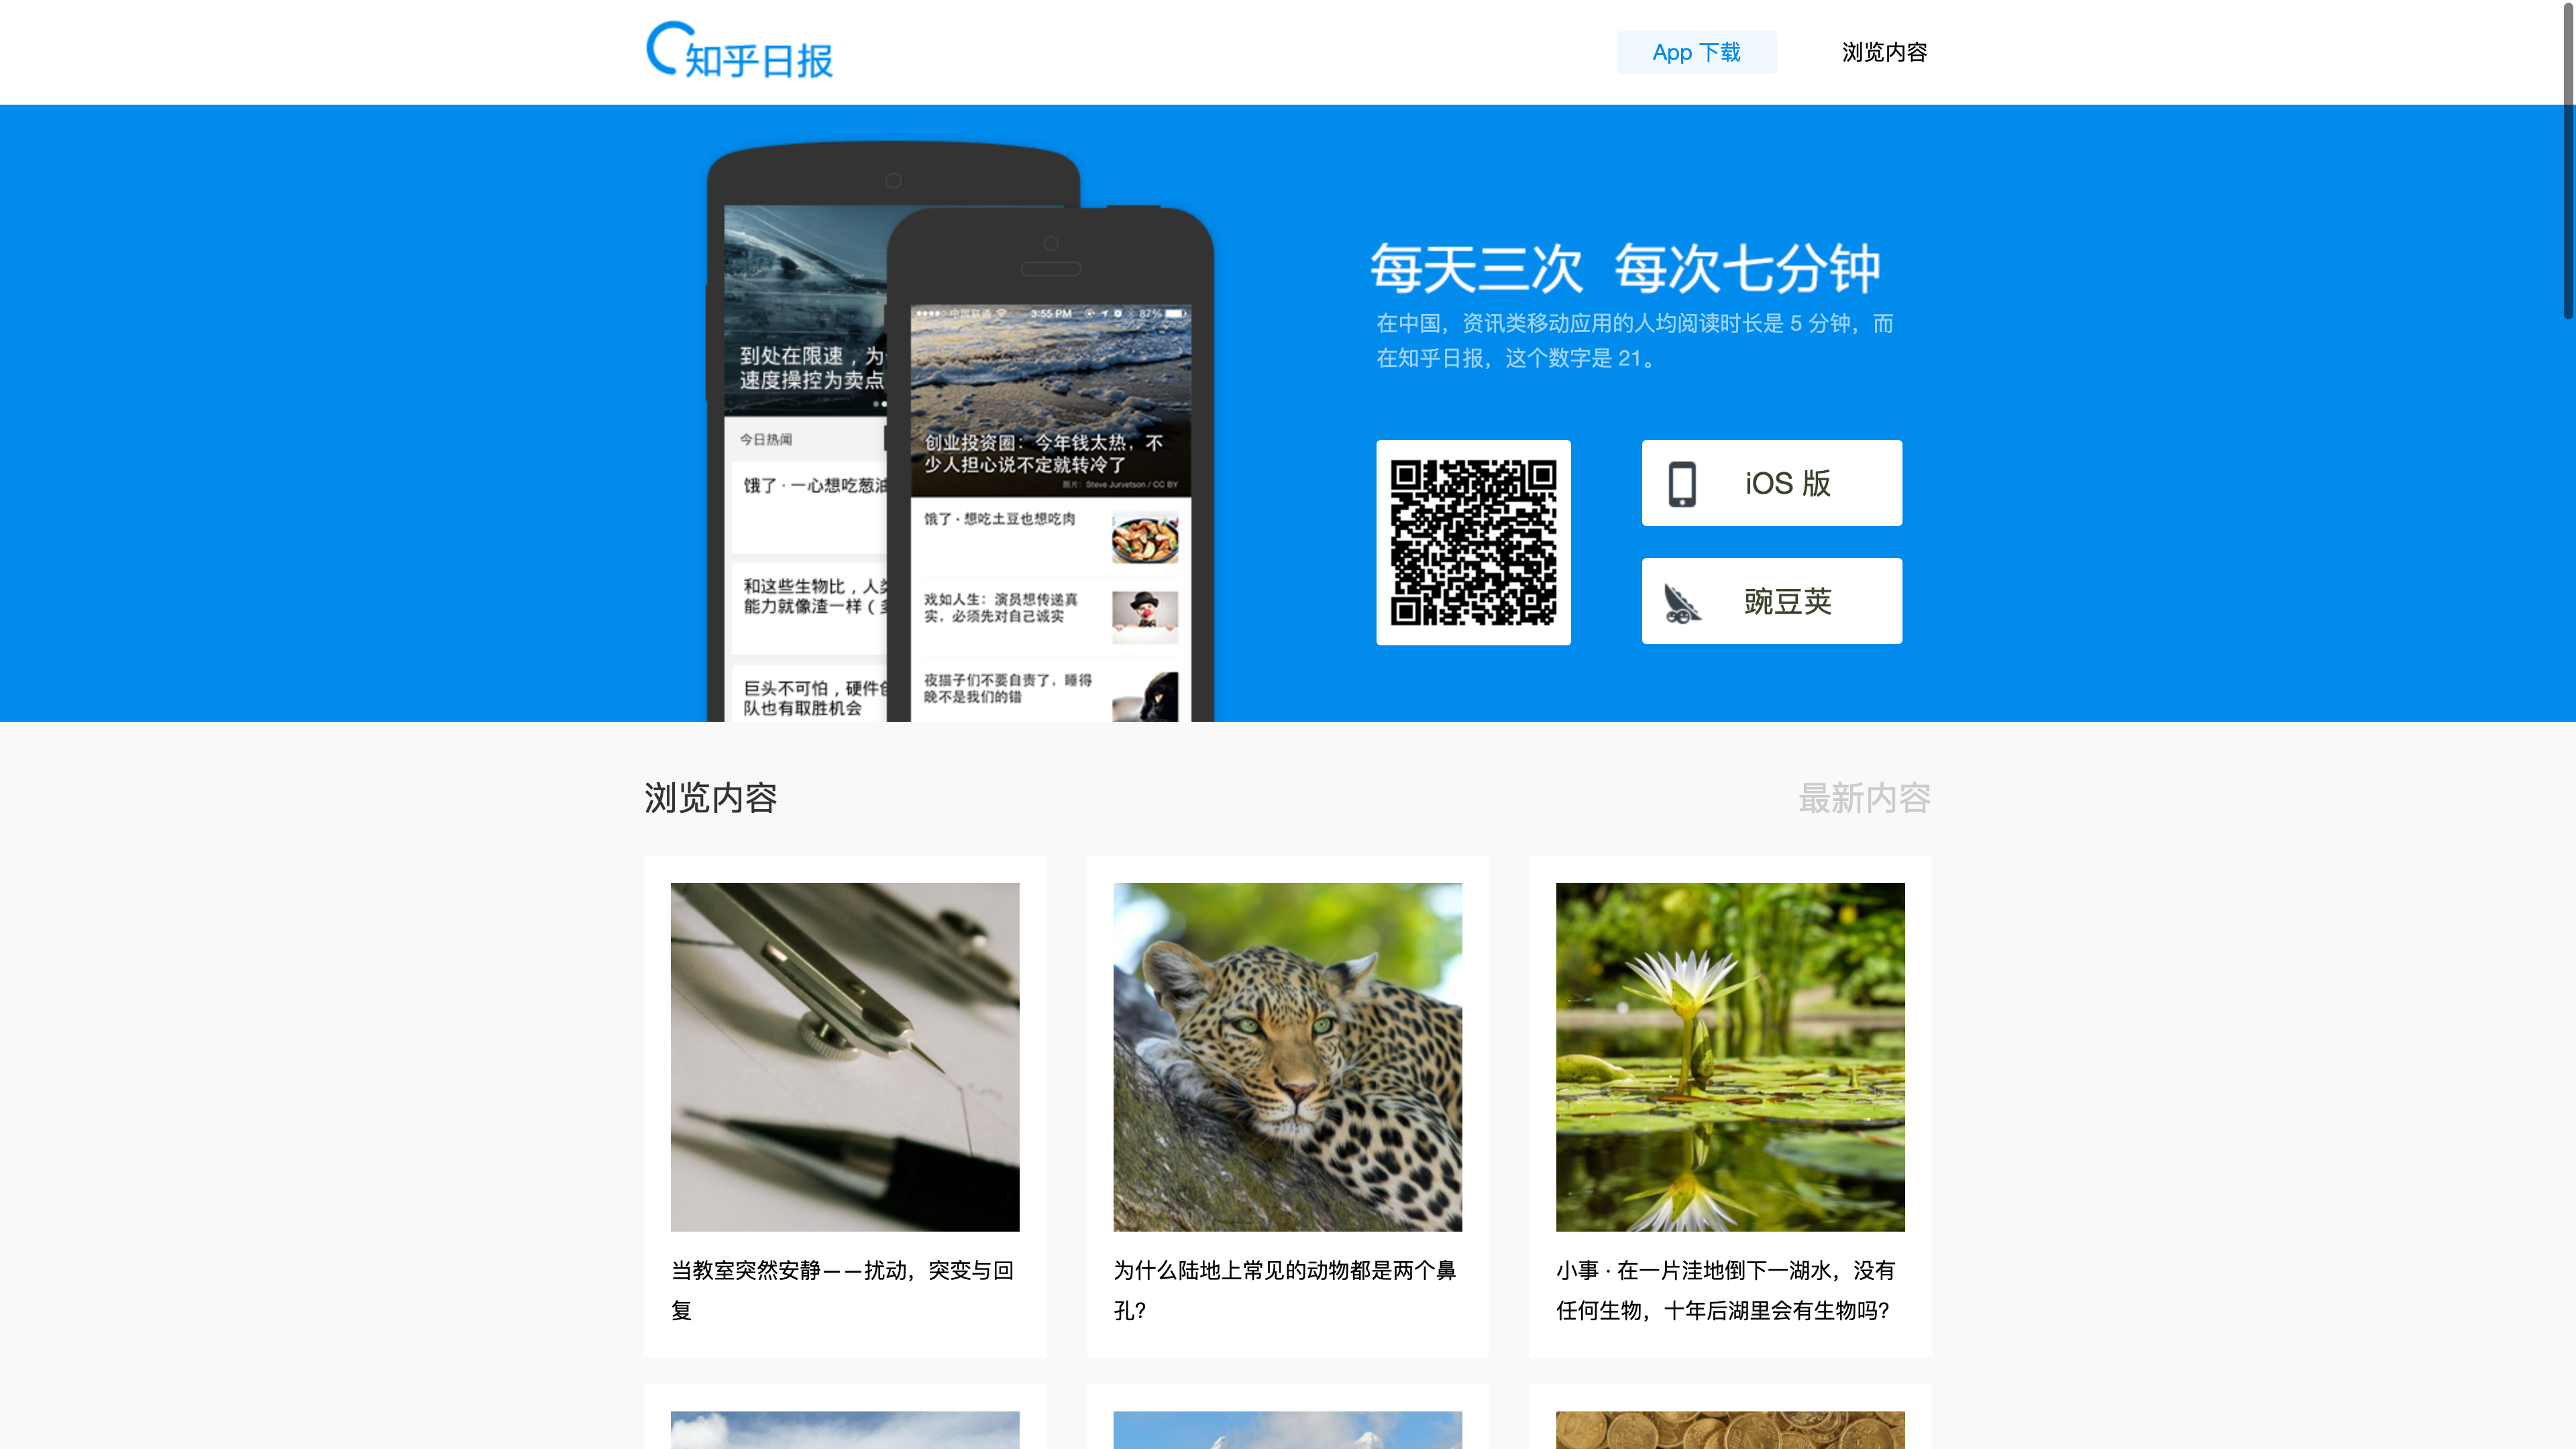 知乎日报
App 下载
浏览内容
到处在限速，为
速度操控为卖点
今日热闻
饿了 · 一心想吃葱油
和这些生物比，人类
能力就像渣一样（
巨头不可怕，硬件创
队也有取胜机会
中国联通 3:55 PM 87%
创业投资圈：今年钱太热，不
少人担心说不定就转冷了
图片：Steve Jurvetson / CC BY
饿了 · 想吃土豆也想吃肉
戏如人生：演员想传递真
实，必须先对自己诚实
夜猫子们不要自责了，睡得
晚不是我们的错
每天三次 每次七分钟
在中国，资讯类移动应用的人均阅读时长是 5 分钟，而
在知乎日报，这个数字是 21。
iOS 版
豌豆荚
浏览内容
最新内容
当教室突然安静——扰动，突变与回
复
为什么陆地上常见的动物都是两个鼻
孔？
小事 · 在一片洼地倒下一湖水，没有
任何生物，十年后湖里会有生物吗？